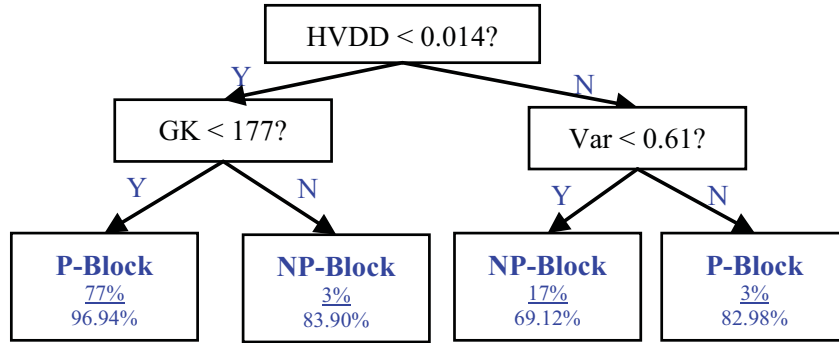 HVDD < 0.014?
Y
N
GK < 177?
Var < 0.61?
Y
N
Y
N
P-Block
77%
96.94%
NP-Block
3%
83.90%
NP-Block
17%
69.12%
P-Block
3%
82.98%